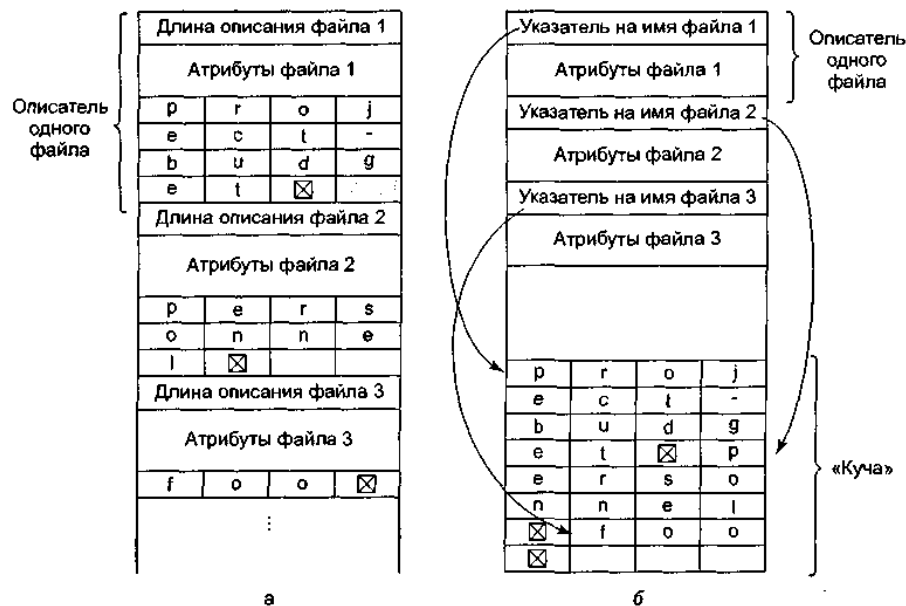 Длина описания файла 1
Атрибуты файла 1
p r o j
e c t -
b u d g
e t ☒
Длина описания файла 2
Атрибуты файла 2
p e r s
o n n e
l ☒
Длина описания файла 3
Атрибуты файла 3
f o o ☒
⋮
Описатель
одного
файла
а
Указатель на имя файла 1
Атрибуты файла 1
Указатель на имя файла 2
Атрибуты файла 2
Указатель на имя файла 3
Атрибуты файла 3
p r o j
e c t -
b u d g
e t ☒ p
e r s o
n n e l
☒ f o o
☒
Описатель
одного
файла
«Куча»
б